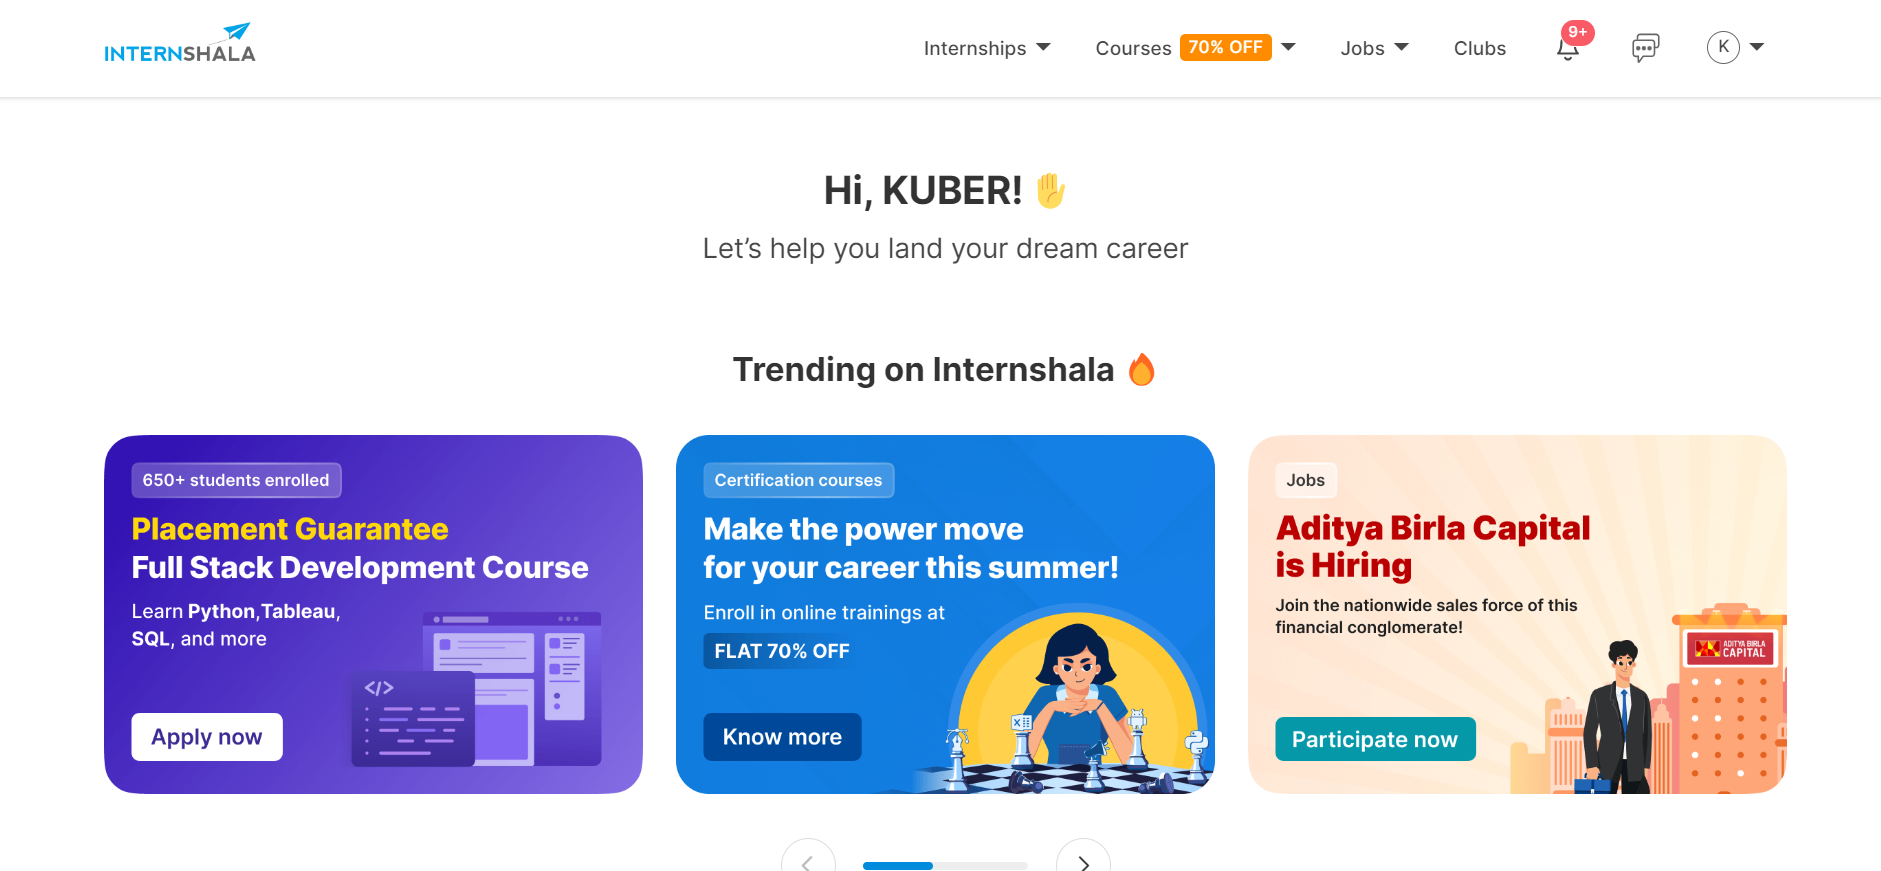 INTERNSHALA
Internships
Courses 70% OFF
Jobs
Clubs
9+
K
Hi, KUBER!
Let’s help you land your dream career
Trending on Internshala
650+ students enrolled
Placement Guarantee
Full Stack Development Course
Learn Python,Tableau,
SQL, and more
</>
Apply now
Certification courses
Make the power move
for your career this summer!
Enroll in online trainings at
FLAT 70% OFF
Know more
Jobs
Aditya Birla Capital
is Hiring
Join the nationwide sales force of this
financial conglomerate!
ADITYA BIRLA
CAPITAL
Participate now